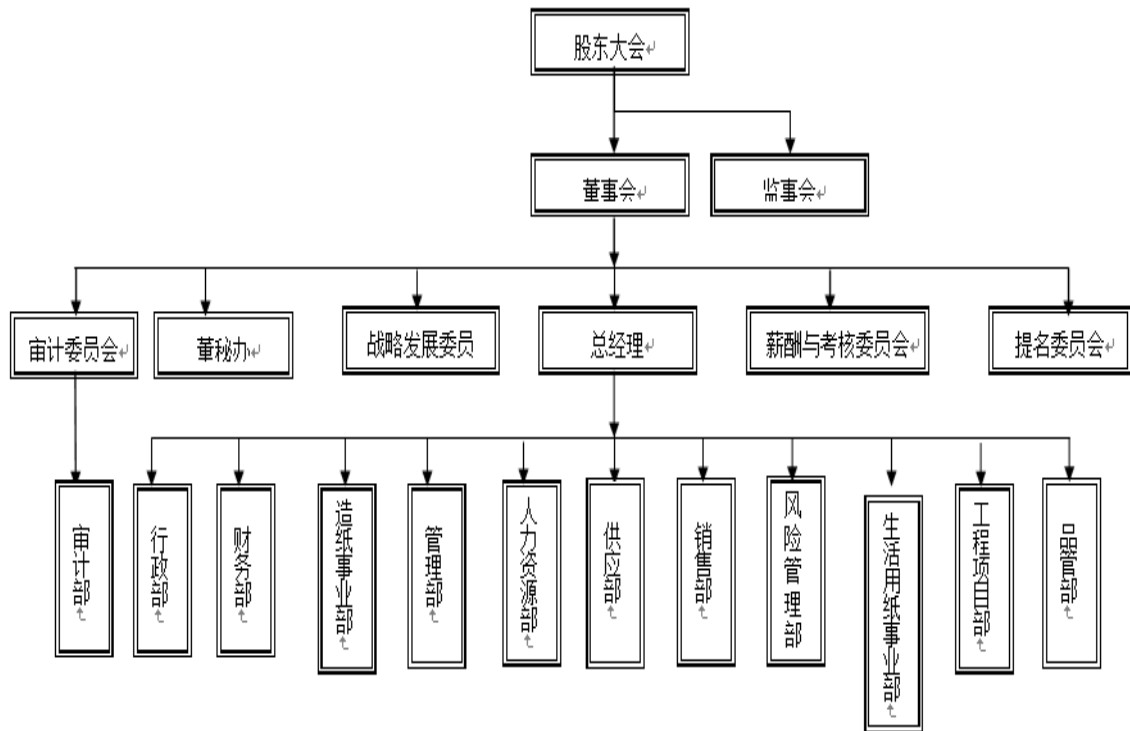 股东大会
董事会
监事会
审计委员会
董秘办
战略发展委员
总经理
薪酬与考核委员会
提名委员会
审计部
行政部
财务部
造纸事业部
管理部
人力资源部
供应部
销售部
风险管理部
生活用纸事业部
工程项目部
品管部